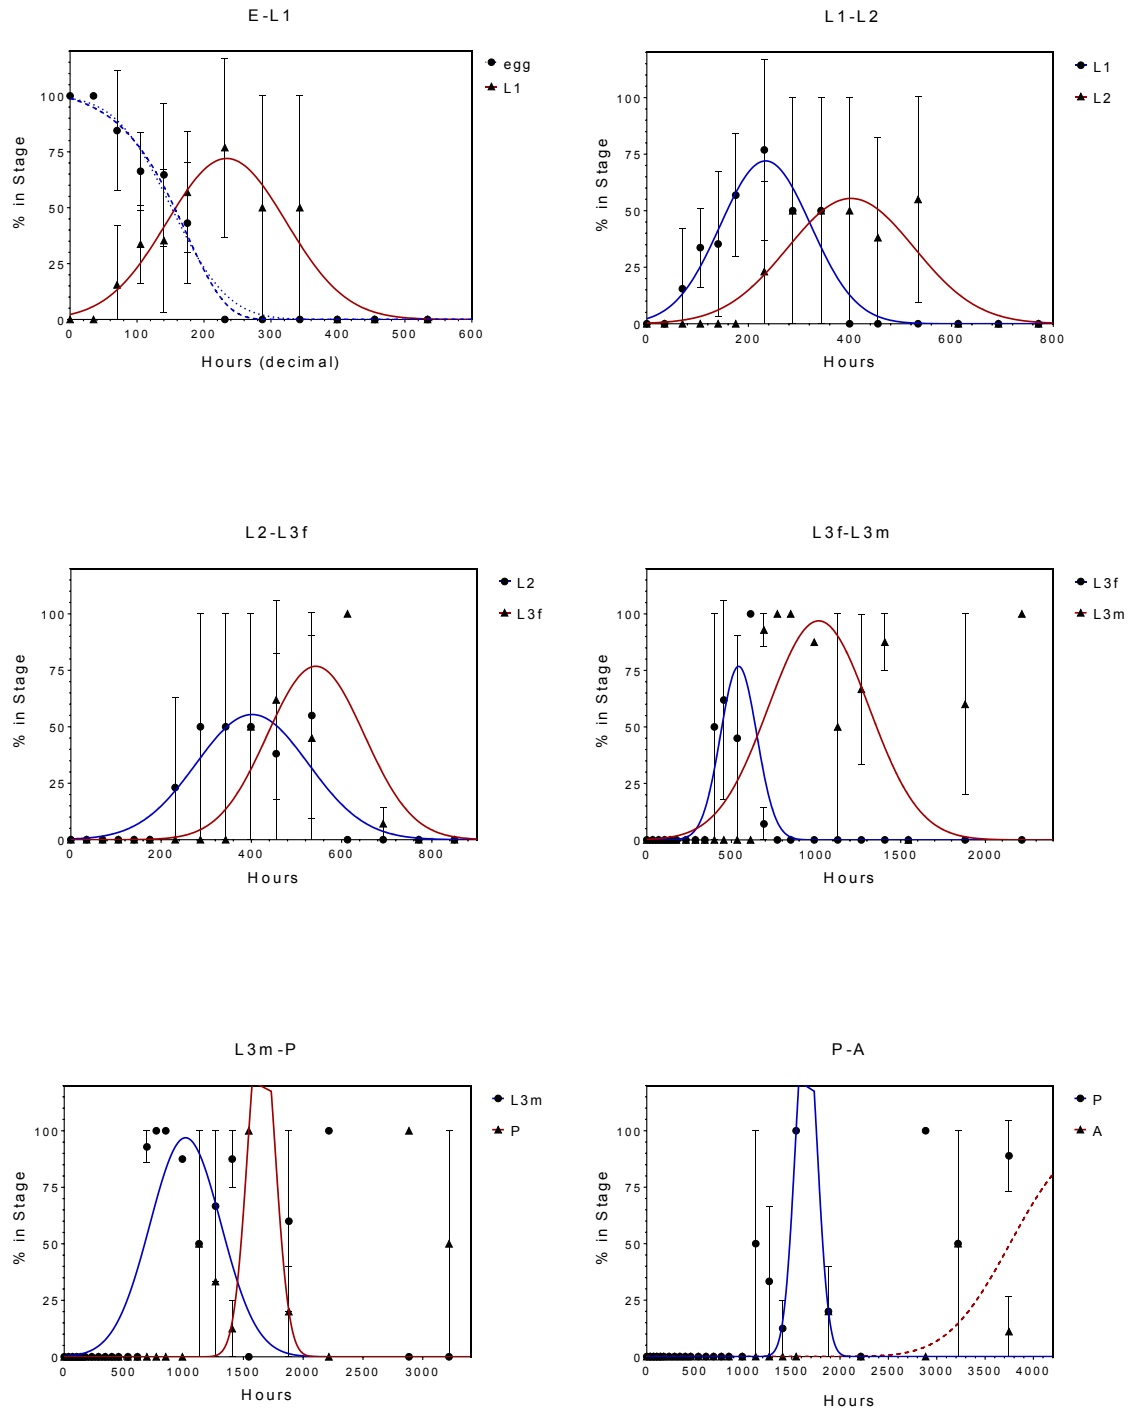 E-L1
L1-L2
% in Stage
100
75
50
25
0
0 100 200 300 400 500 600
Hours (decimal)
egg
L1
% in Stage
100
75
50
25
0
0 200 400 600 800
Hours
L1
L2
L2-L3f
L3f-L3m
% in Stage
100
75
50
25
0
0 200 400 600 800
Hours
L2
L3f
% in Stage
100
75
50
25
0
0 500 1000 1500 2000
Hours
L3f
L3m
L3m-P
P-A
% in Stage
100
75
50
25
0
0 500 1000 1500 2000 2500 3000
Hours
L3m
P
% in Stage
100
75
50
25
0
0 500 1000 1500 2000 2500 3000 3500 4000
Hours
P
A